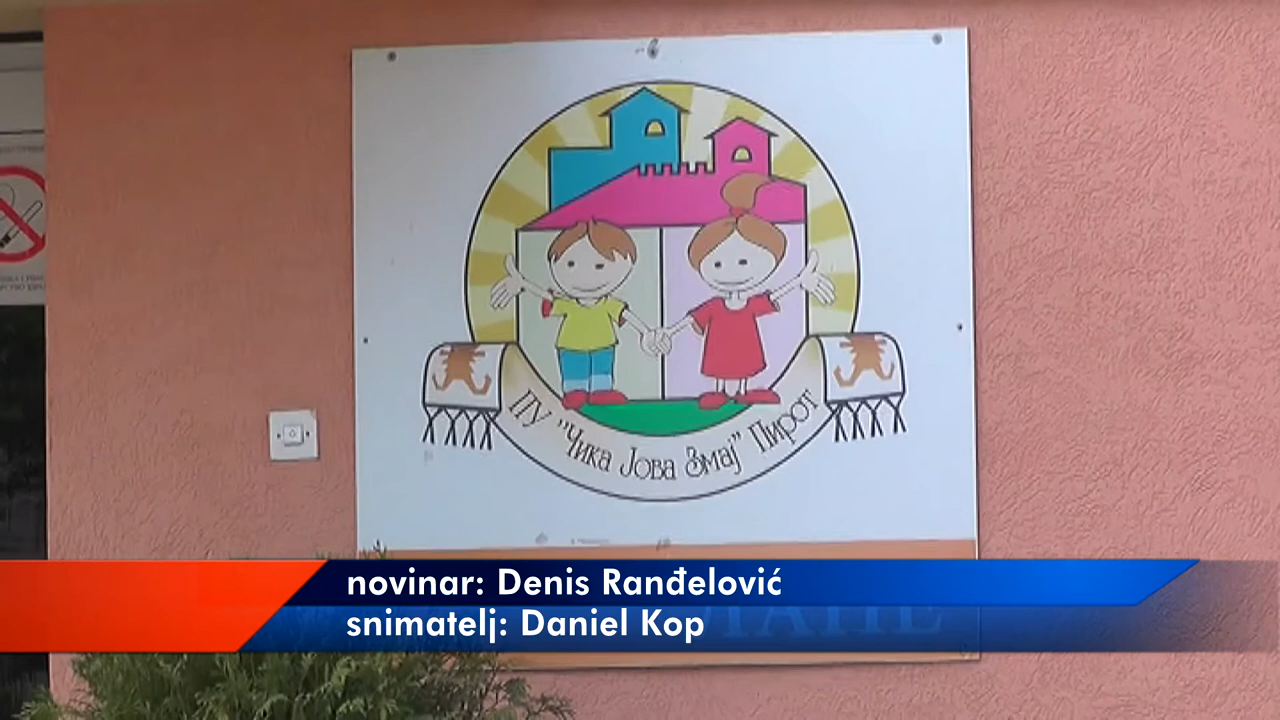 ПУ "Чика Јова Змај" Пирот
novinar: Denis Ranđelović
snimatelj: Daniel Kop